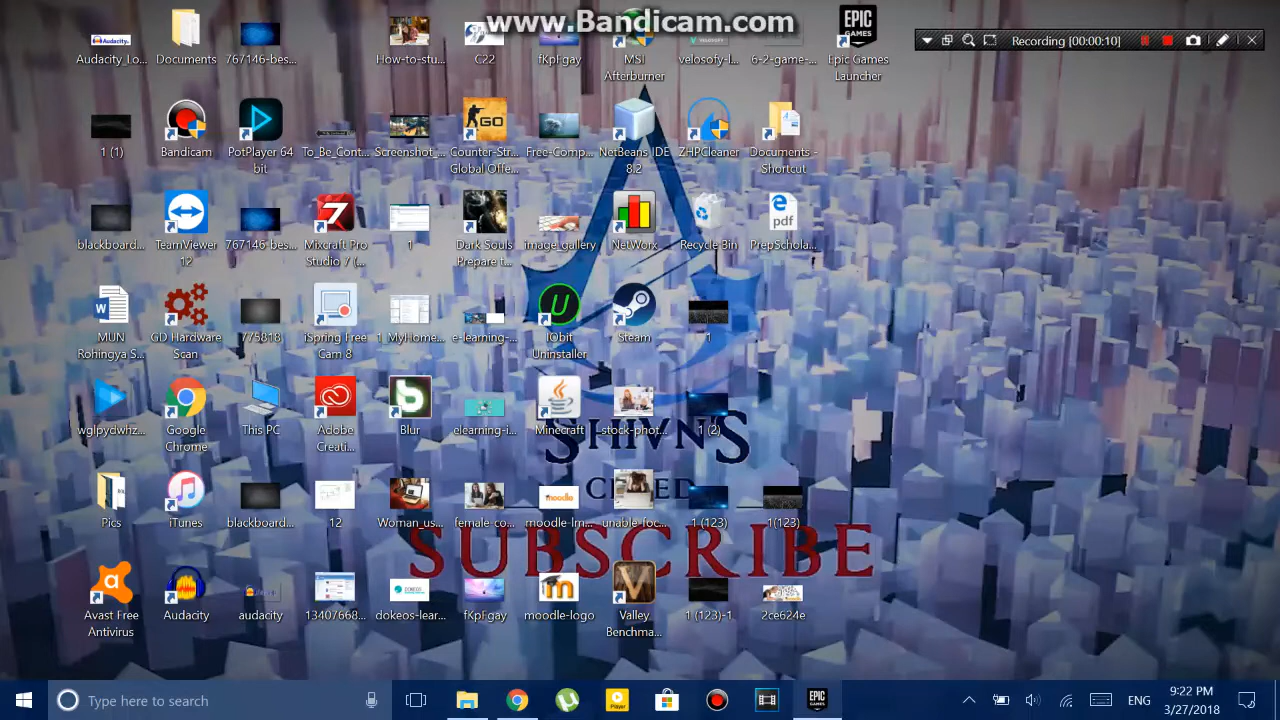 www.Bandicam.com
Recording [00:00:10]
Audacity_Lo...
Documents
767146-bes...
How-to-stu...
C22
fKpFgay
MSI
Afterburner
velosofy-l...
6-2-game-...
Epic Games
Launcher
1 (1)
Bandicam
PotPlayer 64
bit
To_Be_Cont...
Screenshot_...
Counter-Str...
Global Offe...
Free-Comp...
NetBeans IDE
8.2
ZHPCleaner
Documents -
Shortcut
blackboard...
TeamViewer
12
767146-bes...
Mixcraft Pro
Studio 7 (...
1
Dark Souls
Prepare t...
image_gallery
NetWorx
Recycle Bin
PrepSchola...
MUN
Rohingya S...
GD Hardware
Scan
775818
iSpring Free
Cam 8
1_MyHome...
e-learning-...
IObit
Uninstaller
Steam
1
wglpydwhz...
Google
Chrome
This PC
Adobe
Creati...
Blur
elearning-i...
Minecraft
stock-phot...
1 (2)
SHIVNS
CREED
Pics
iTunes
blackboard...
12
Woman_us...
female-co...
moodle-lm...
unable-foc...
1 (123)
1(123)
SUBSCRIBE
Avast Free
Antivirus
Audacity
audacity
13407668...
dokeos-lear...
fKpFgay
moodle-logo
Valley
Benchma...
1 (123)-1
2ce624e
Type here to search
ENG
9:22 PM
3/27/2018